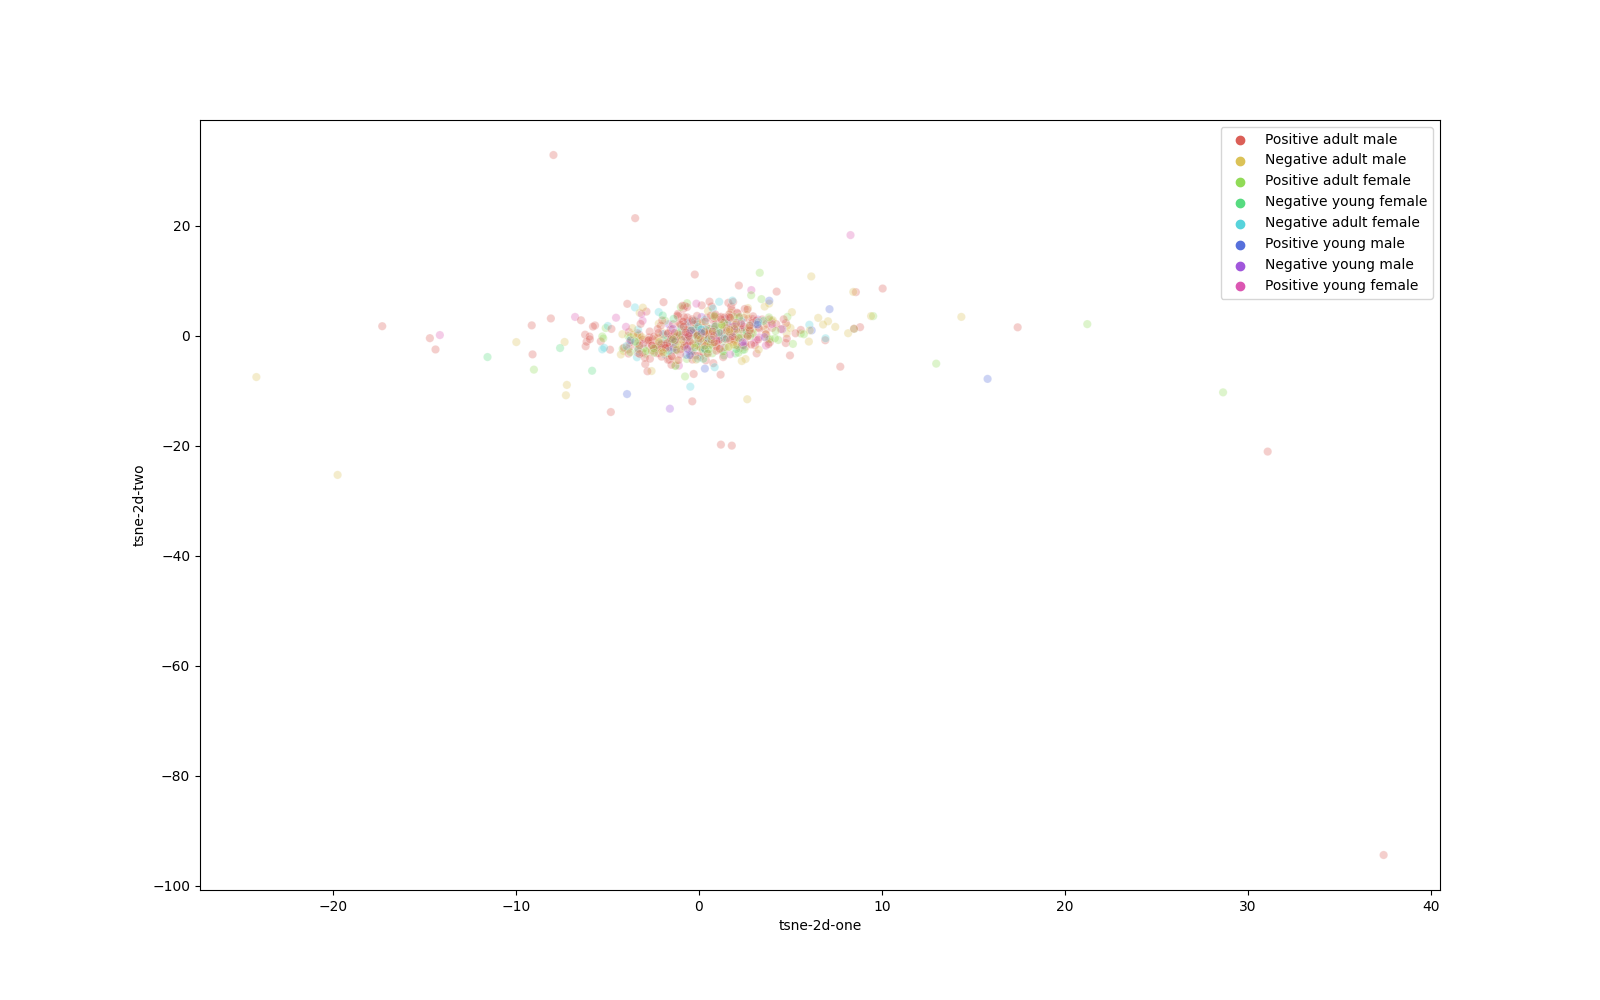 Positive adult male
Negative adult male
Positive adult female
Negative young female
Negative adult female
Positive young male
Negative young male
Positive young female
20
0
−20
−40
−60
−80
−100
tsne-2d-two
−20
−10
0
10
20
30
40
tsne-2d-one